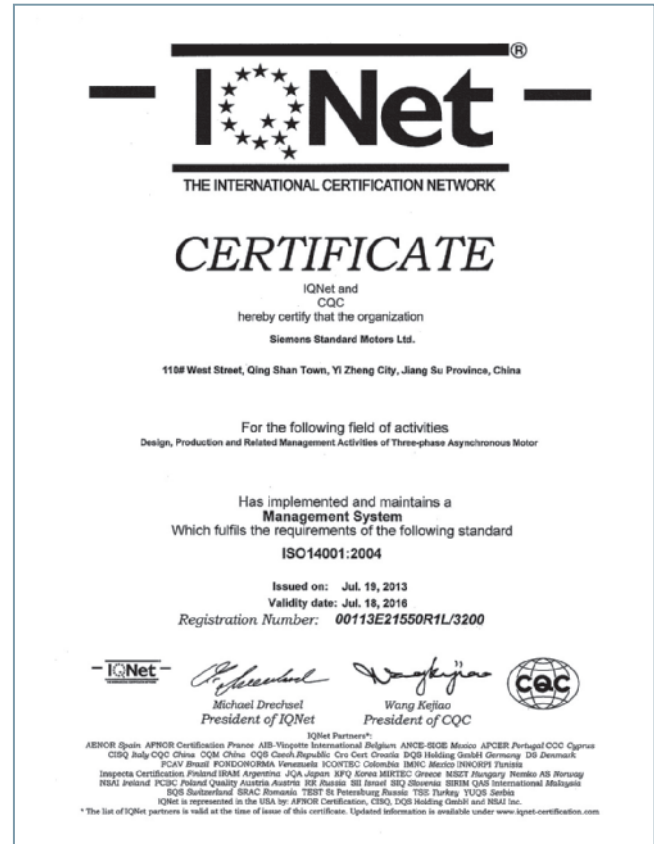 IQNet®
THE INTERNATIONAL CERTIFICATION NETWORK
CERTIFICATE
IQNet and
CQC
hereby certify that the organization
Siemens Standard Motors Ltd.
110# West Street, Qing Shan Town, Yi Zheng City, Jiang Su Province, China
For the following field of activities
Design, Production and Related Management Activities of Three-phase Asynchronous Motor
Has implemented and maintains a
Management System
Which fulfils the requirements of the following standard
ISO14001:2004
Issued on: Jul. 19, 2013
Validity date: Jul. 18, 2016
Registration Number: 00113E21550R1L/3200
IQNet
CQC
Michael Drechsel Wang Kejiao
President of IQNet President of CQC
IQNet Partners*:
AENOR Spain AFNOR Certification France AIB-Vinçotte International Belgium ANCE-SIGE Mexico APCER Portugal CCC Cyprus
CISQ Italy CQC China CQM China CQS Czech Republic Cro Cert Croatia DQS Holding GmbH Germany DS Denmark
FCAV Brazil FONDONORMA Venezuela ICONTEC Colombia IMNC Mexico INNORPI Tunisia
Inspecta Certification Finland IRAM Argentina JQA Japan KFQ Korea MIRTEC Greece MSZT Hungary Nemko AS Norway
NSAI Ireland PCBC Poland Quality Austria Austria RR Russia SII Israel SIQ Slovenia SIRIM QAS International Malaysia
SQS Switzerland SRAC Romania TEST St Petersburg Russia TSE Turkey YUQS Serbia
IQNet is represented in the USA by: AFNOR Certification, CISQ, DQS Holding GmbH and NSAI Inc.
* The list of IQNet partners is valid at the time of issue of this certificate. Updated information is available under www.iqnet-certification.com